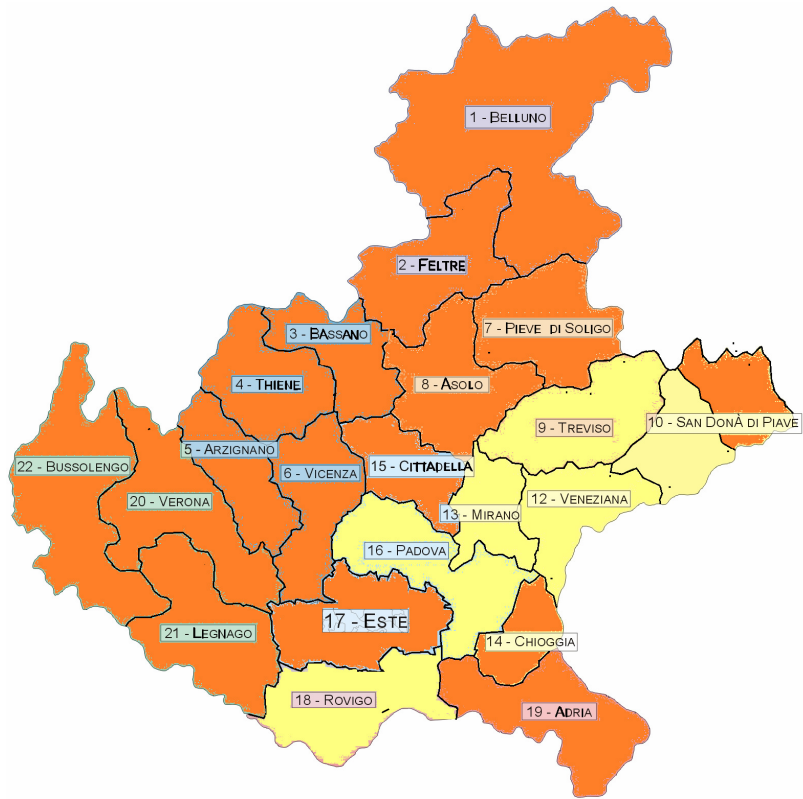 1 - BELLUNO
2 - FELTRE
3 - BASSANO
7 - PIEVE DI SOLIGO
4 - THIENE
8 - ASOLO
10 - SAN DONÀ DI PIAVE
9 - TREVISO
5 - ARZIGNANO
22 - BUSSOLENGO
6 - VICENZA
15 - CITTADELLA
20 - VERONA
12 - VENEZIANA
13 - MIRANO
16 - PADOVA
17 - ESTE
21 - LEGNAGO
14 - CHIOGGIA
18 - ROVIGO
19 - ADRIA